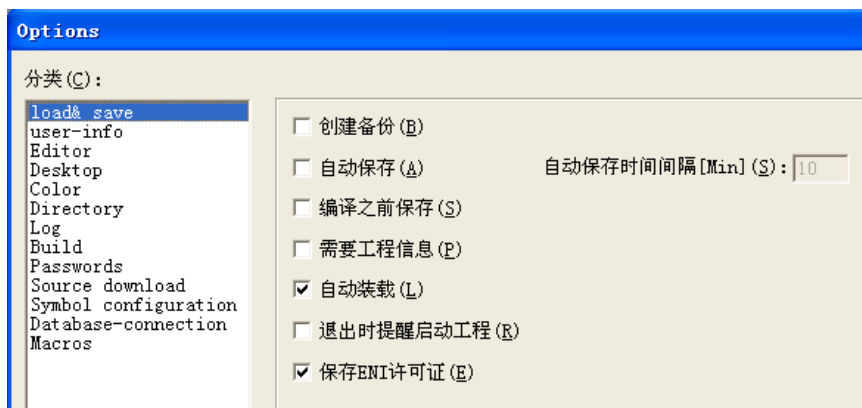 Options
分类(C):
load& save
user-info
Editor
Desktop
Color
Directory
Log
Build
Passwords
Source download
Symbol configuration
Database-connection
Macros
创建备份(B)
自动保存(A) 自动保存时间间隔[Min](S): 10
编译之前保存(S)
需要工程信息(P)
自动装载(L)
退出时提醒启动工程(R)
保存ENI许可证(E)